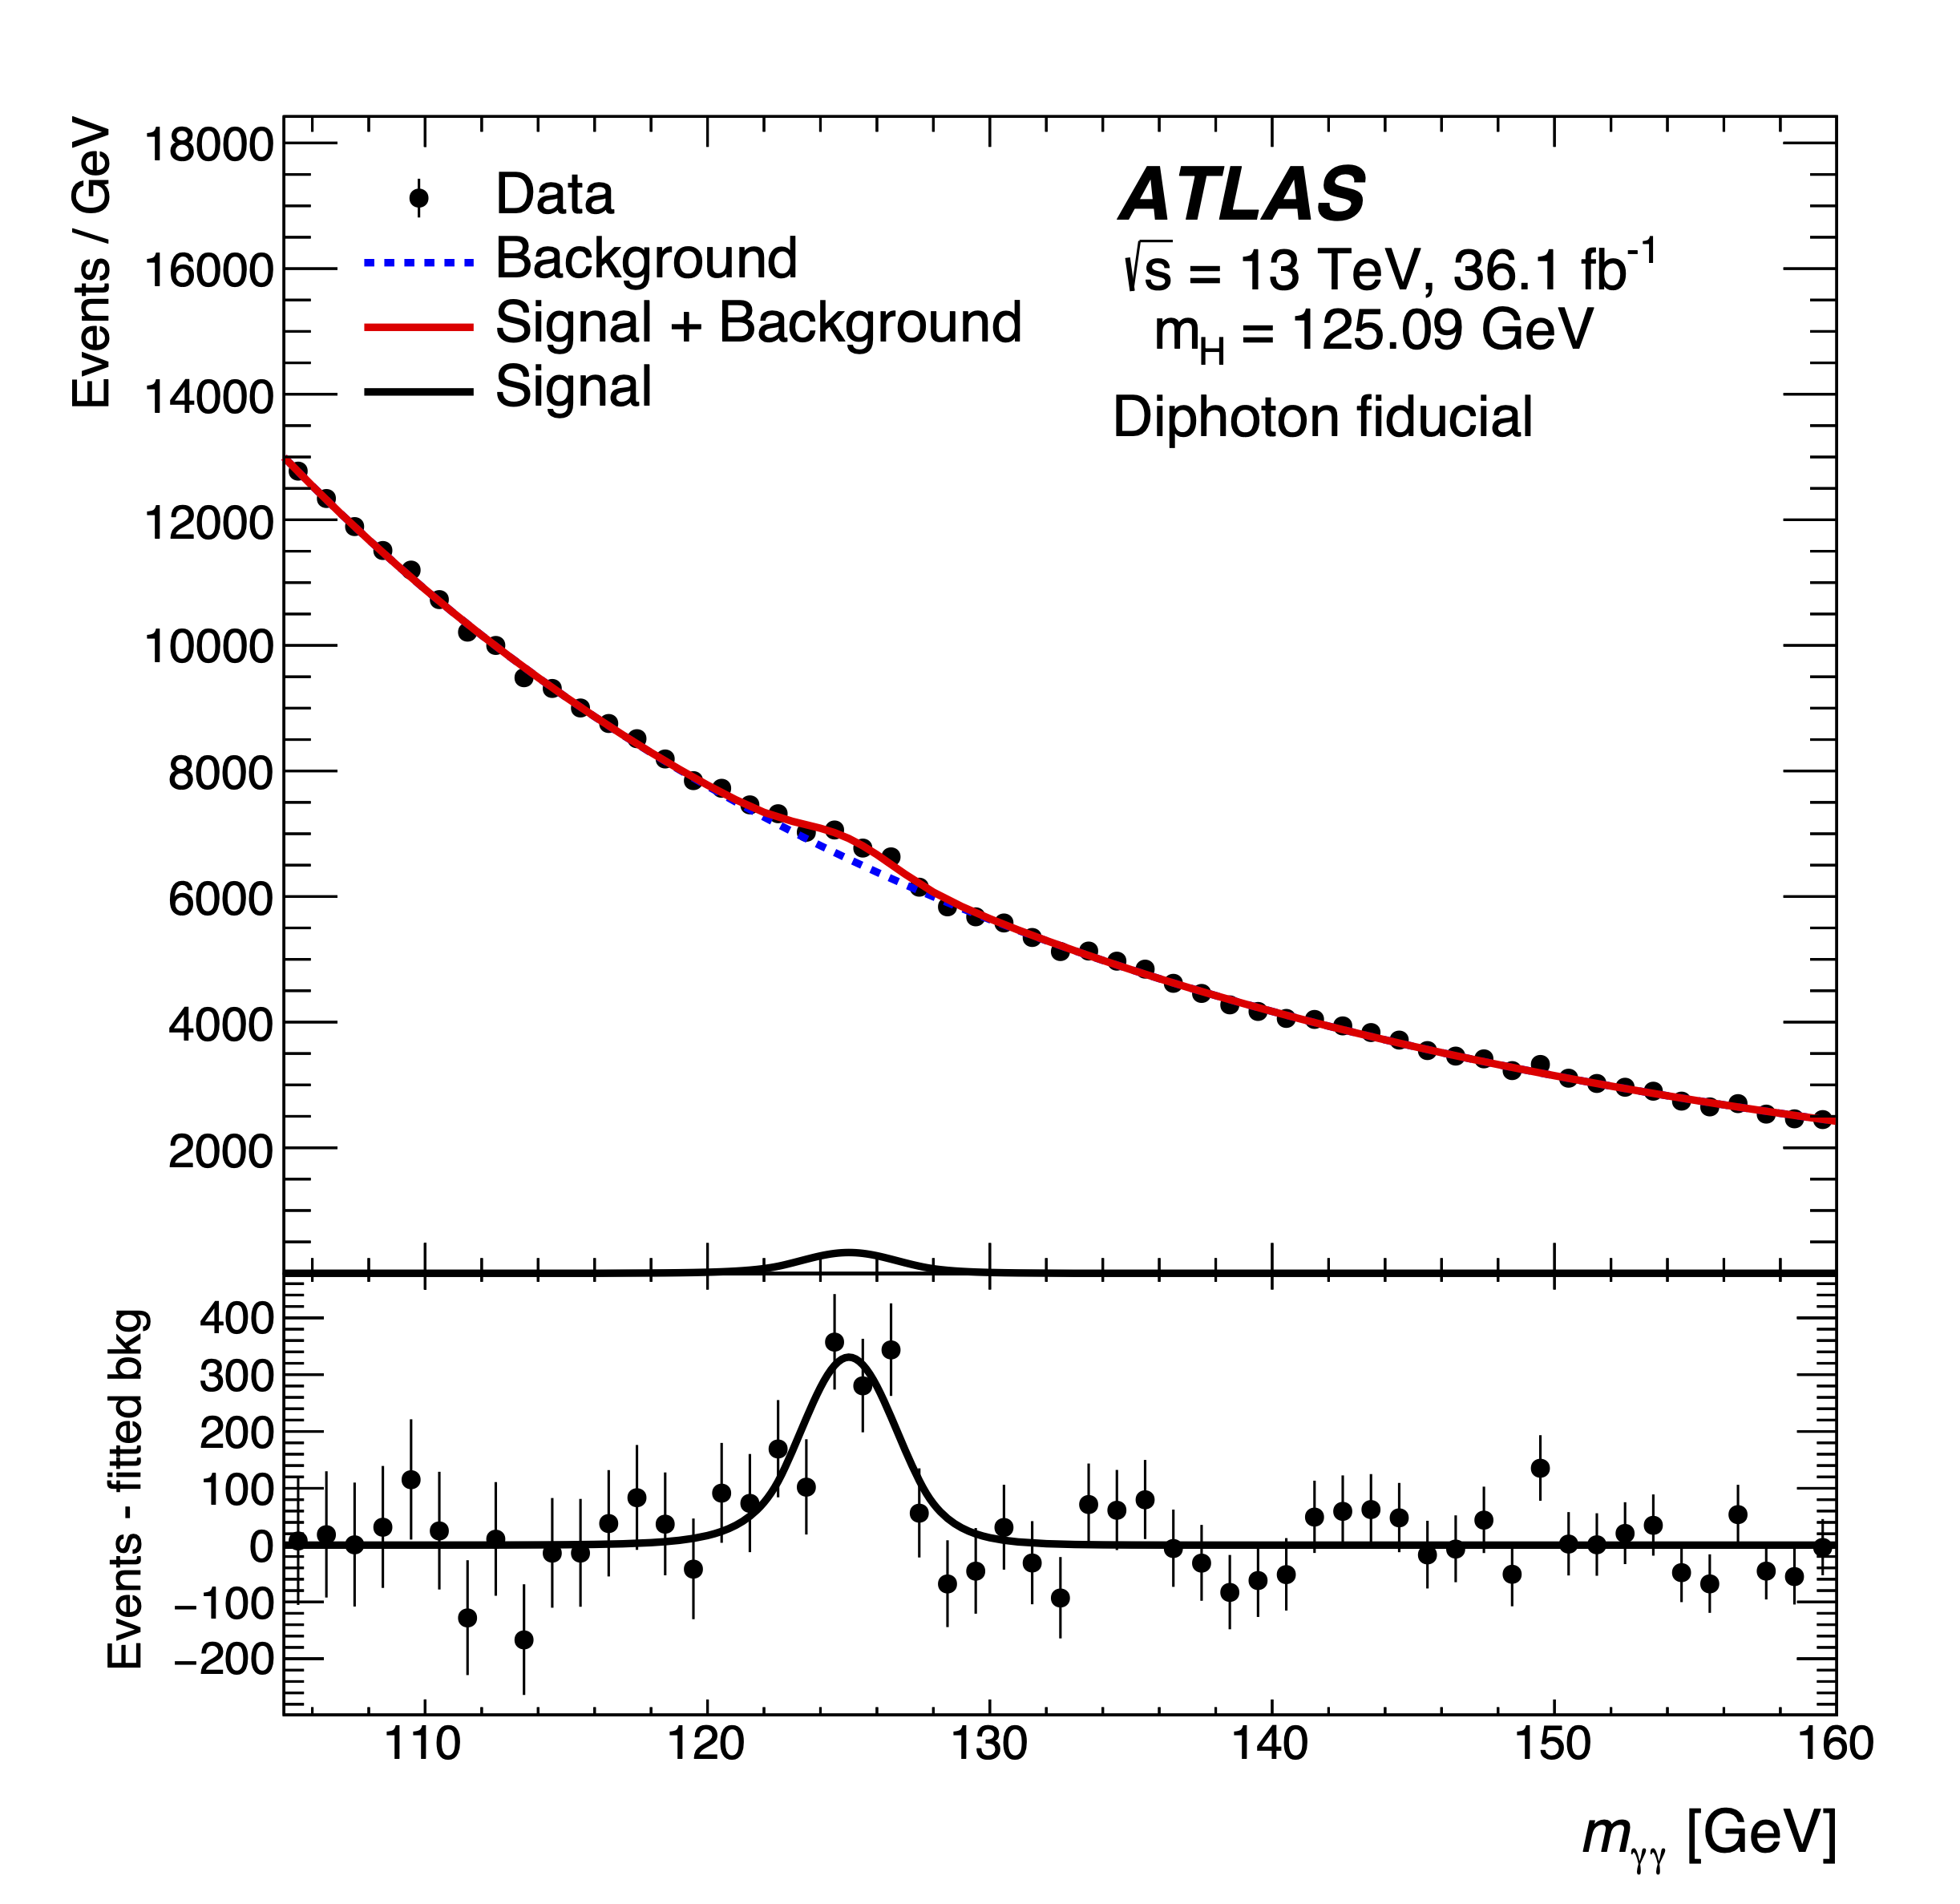 Events / GeV
18000
16000
14000
12000
10000
8000
6000
4000
2000
Data
Background
Signal + Background
Signal
ATLAS
√s = 13 TeV, 36.1 fb⁻¹
m_H = 125.09 GeV
Diphoton fiducial
Events - fitted bkg
400
300
200
100
0
−100
−200
110 120 130 140 150 160
m_γγ [GeV]